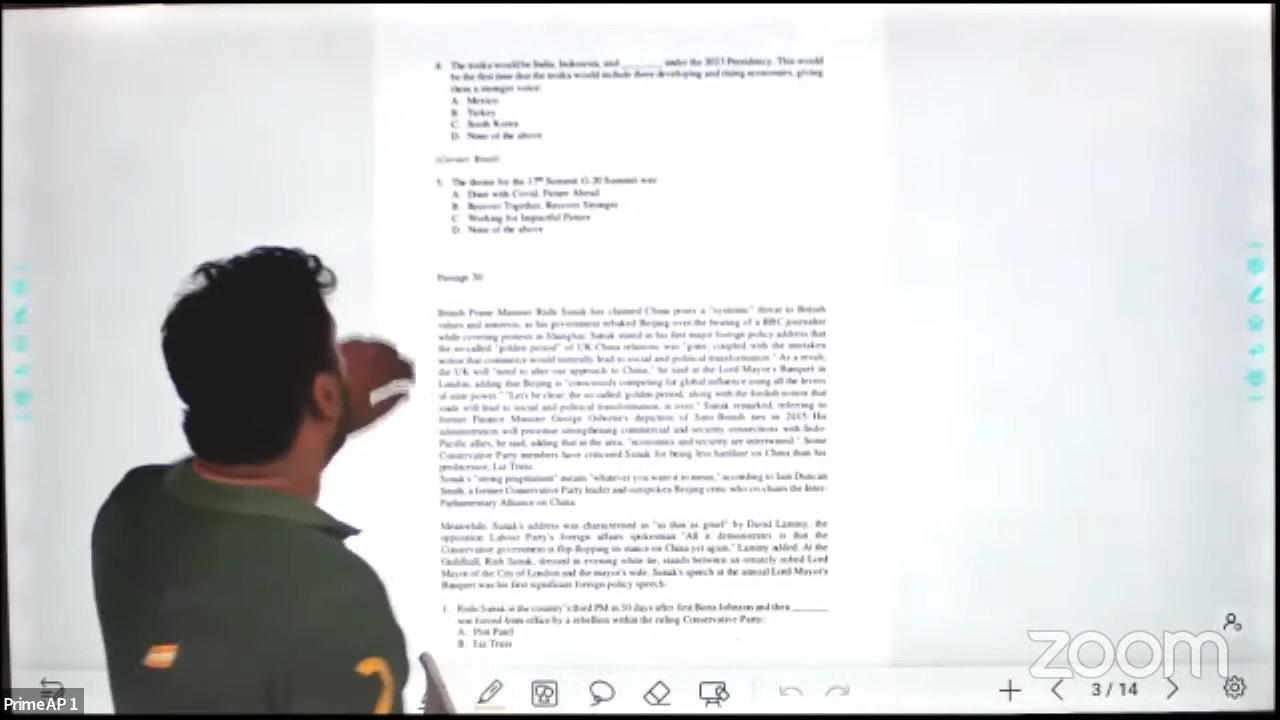 4. The troika would be India, Indonesia, and ________ under the 2023 Presidency. This would
be the first time that the troika would include three developing and rising economies, giving
them a stronger voice:
A. Mexico
B. Turkey
C. South Korea
D. None of the above
(Correct: Brazil)
5. The theme for the 17th Summit G-20 Summit was:
A. Done with Covid, Picture Ahead
B. Recover Together, Recover Stronger
C. Working for Impactful Picture
D. None of the above
Passage 30
British Prime Minister Rishi Sunak has claimed China poses a "systemic" threat to British
values and interests, as his government rebuked Beijing over the beating of a BBC journalist
while covering protests in Shanghai. Sunak stated in his first major foreign policy address that
the so-called "golden period" of UK-China relations was "gone, coupled with the mistaken
notion that commerce would naturally lead to social and political transformation." As a result,
the UK will "need to alter our approach to China," he said at the Lord Mayor's Banquet in
London, adding that Beijing is "consciously competing for global influence using all the levers
of state power." "Let's be clear: the so-called 'golden period, along with the foolish notion that
trade will lead to social and political transformation, is over," Sunak remarked, referring to
former Finance Minister George Osborne's depiction of Sino-British ties in 2015. His
administration will prioritise strengthening commercial and security connections with Indo-
Pacific allies, he said, adding that in the area, "economics and security are intertwined." Some
Conservative Party members have criticised Sunak for being less hardline on China than his
predecessor, Liz Truss.
Sunak's "strong pragmatism" means "whatever you want it to mean," according to Iain Duncan
Smith, a former Conservative Party leader and outspoken Beijing critic who co-chairs the Inter-
Parliamentary Alliance on China.
Meanwhile, Sunak's address was characterised as "as thin as gruel" by David Lammy, the
opposition Labour Party's foreign affairs spokesman "All it demonstrates is that the
Conservative government is flip-flopping its stance on China yet again," Lammy added. At the
Guildhall, Rishi Sunak, dressed in evening white tie, stands between an ornately robed Lord
Mayor of the City of London and the mayor's wife. Sunak's speech at the annual Lord Mayor's
Banquet was his first significant foreign policy speech.
1. Rishi Sunak is the country's third PM in 50 days after first Boris Johnson and then ______
was forced from office by a rebellion within the ruling Conservative Party:
A. Priti Patel
B. Liz Truss
zoom
3 / 14
PrimeAP 1
2